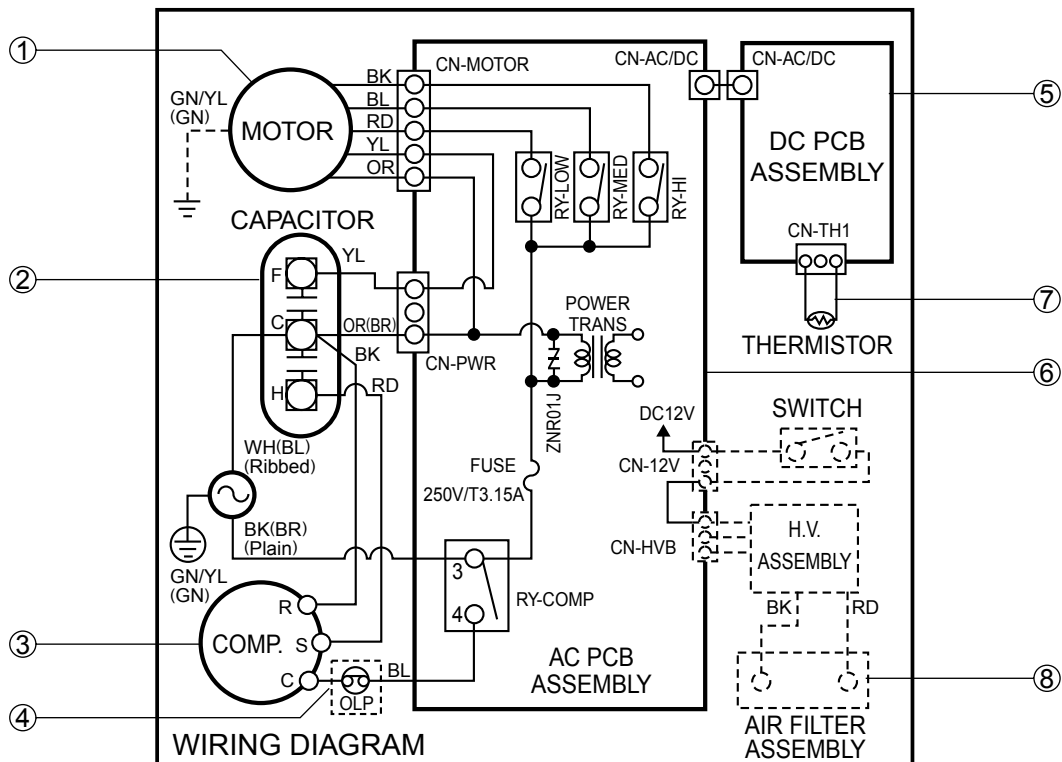 1
BK
CN-MOTOR
CN-AC/DC
CN-AC/DC
GN/YL
(GN)
BL
5
MOTOR
RD
DC PCB
ASSEMBLY
YL
OR
RY-LOW
RY-MED
RY-HI
CAPACITOR
CN-TH1
2
F
YL
7
C
OR(BR)
POWER
TRANS
THERMISTOR
BK
CN-PWR
6
H
RD
ZNR01J
SWITCH
DC12V
WH(BL)
(Ribbed)
FUSE
250V/T3.15A
CN-12V
BK(BR)
(Plain)
CN-HVB
H.V.
ASSEMBLY
GN/YL
(GN)
3
RY-COMP
4
R
BK
RD
3
COMP.
S
C
BL
AC PCB
ASSEMBLY
8
4
OLP
AIR FILTER
ASSEMBLY
WIRING DIAGRAM